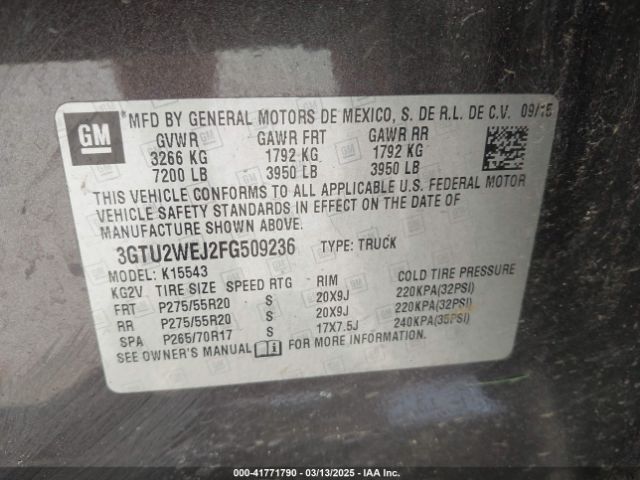 GM
*MFD BY GENERAL MOTORS DE MEXICO, S. DE R.L. DE C.V. 09/15
GVWR GAWR FRT GAWR RR
3266 KG 1792 KG 1792 KG
7200 LB 3950 LB 3950 LB
THIS VEHICLE CONFORMS TO ALL APPLICABLE U.S. FEDERAL MOTOR
VEHICLE SAFETY STANDARDS IN EFFECT ON THE DATE OF
MANUFACTURE SHOWN ABOVE.
3GTU2WEJ2FG509236 TYPE: TRUCK
MODEL: K15543
KG2V TIRE SIZE SPEED RTG RIM COLD TIRE PRESSURE
FRT P275/55R20 S 20X9J 220KPA(32PSI)
RR P275/55R20 S 20X9J 220KPA(32PSI)
SPA P265/70R17 S 17X7.5J 240KPA(35PSI)
SEE OWNER'S MANUAL FOR MORE INFORMATION.
000-41771790 — 03/13/2025 — IAA Inc.